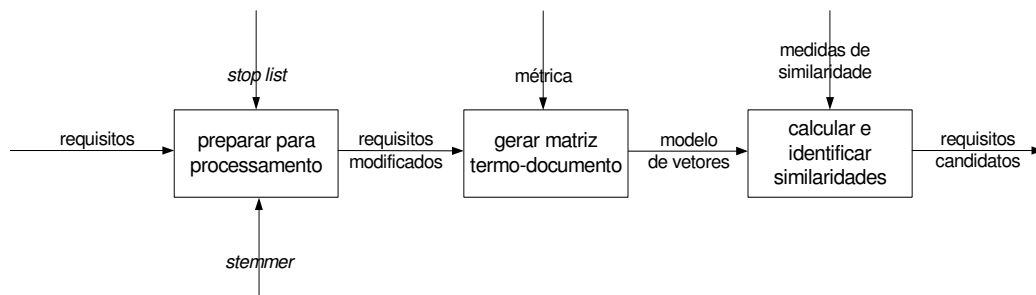 stop list
métrica
medidas de
similaridade
requisitos
preparar para
processamento
requisitos
modificados
gerar matriz
termo-documento
modelo
de vetores
calcular e
identificar
similaridades
requisitos
candidatos
stemmer